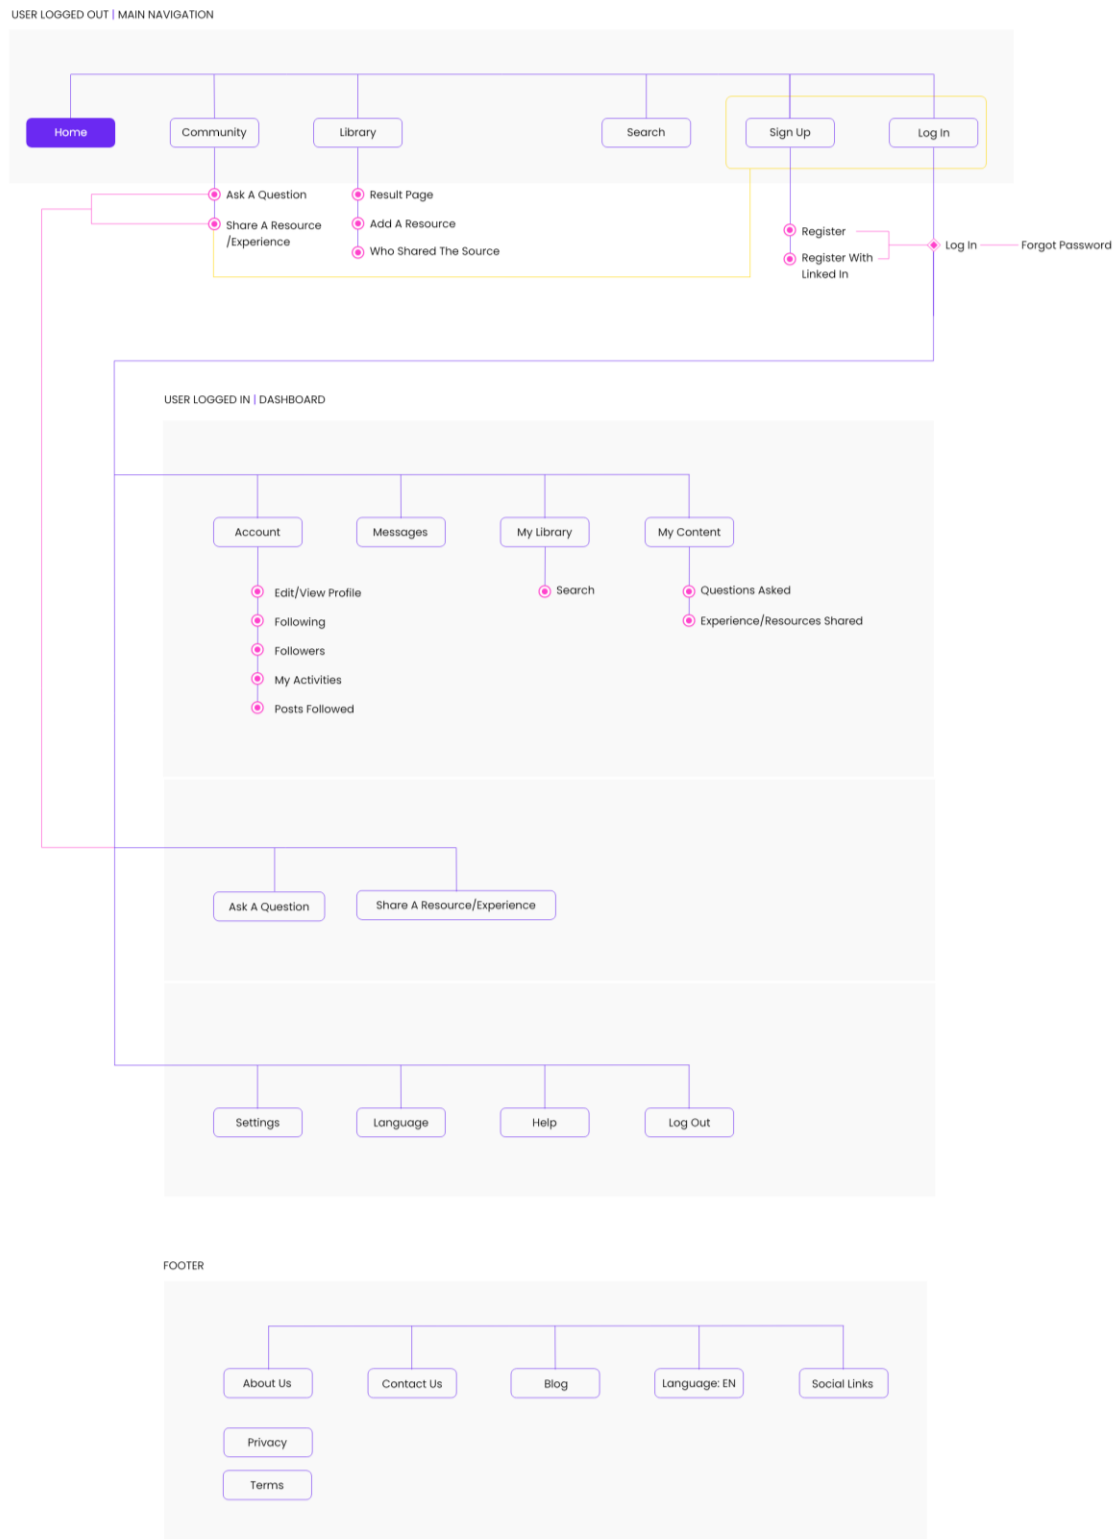 USER LOGGED OUT | MAIN NAVIGATION
Home
Community
Library
Search
Sign Up
Log In
Ask A Question
Share A Resource
/Experience
Result Page
Add A Resource
Who Shared The Source
Register
Register With
Linked In
Log In
Forgot Password
USER LOGGED IN | DASHBOARD
Account
Messages
My Library
My Content
Edit/View Profile
Following
Followers
My Activities
Posts Followed
Search
Questions Asked
Experience/Resources Shared
Ask A Question
Share A Resource/Experience
Settings
Language
Help
Log Out
FOOTER
About Us
Contact Us
Blog
Language: EN
Social Links
Privacy
Terms